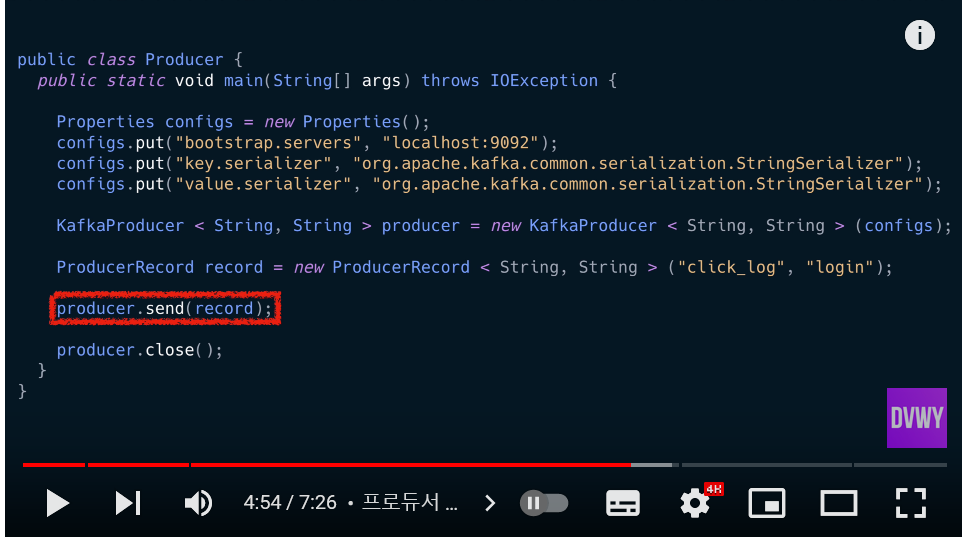 public class Producer {
public static void main(String[] args) throws IOException {
Properties configs = new Properties();
configs.put("bootstrap.servers", "localhost:9092");
configs.put("key.serializer", "org.apache.kafka.common.serialization.StringSerializer");
configs.put("value.serializer", "org.apache.kafka.common.serialization.StringSerializer");
KafkaProducer < String, String > producer = new KafkaProducer < String, String > (configs);
ProducerRecord record = new ProducerRecord < String, String > ("click_log", "login");
producer.send(record);
producer.close();
}
}
DVWY
4:54 / 7:26 • 프로듀서 ...
4K